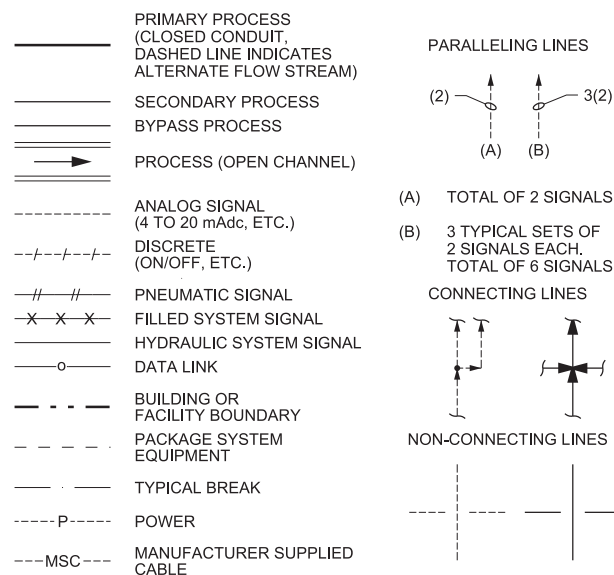 PRIMARY PROCESS
(CLOSED CONDUIT,
DASHED LINE INDICATES
ALTERNATE FLOW STREAM)
SECONDARY PROCESS
BYPASS PROCESS
PROCESS (OPEN CHANNEL)
ANALOG SIGNAL
(4 TO 20 mAdc, ETC.)
DISCRETE
(ON/OFF, ETC.)
PNEUMATIC SIGNAL
X X X FILLED SYSTEM SIGNAL
HYDRAULIC SYSTEM SIGNAL
o DATA LINK
BUILDING OR
FACILITY BOUNDARY
PACKAGE SYSTEM
EQUIPMENT
TYPICAL BREAK
P POWER
MSC MANUFACTURER SUPPLIED
CABLE
PARALLELING LINES
(2) 3(2)
(A) (B)
(A) TOTAL OF 2 SIGNALS
(B) 3 TYPICAL SETS OF
2 SIGNALS EACH.
TOTAL OF 6 SIGNALS
CONNECTING LINES
NON-CONNECTING LINES